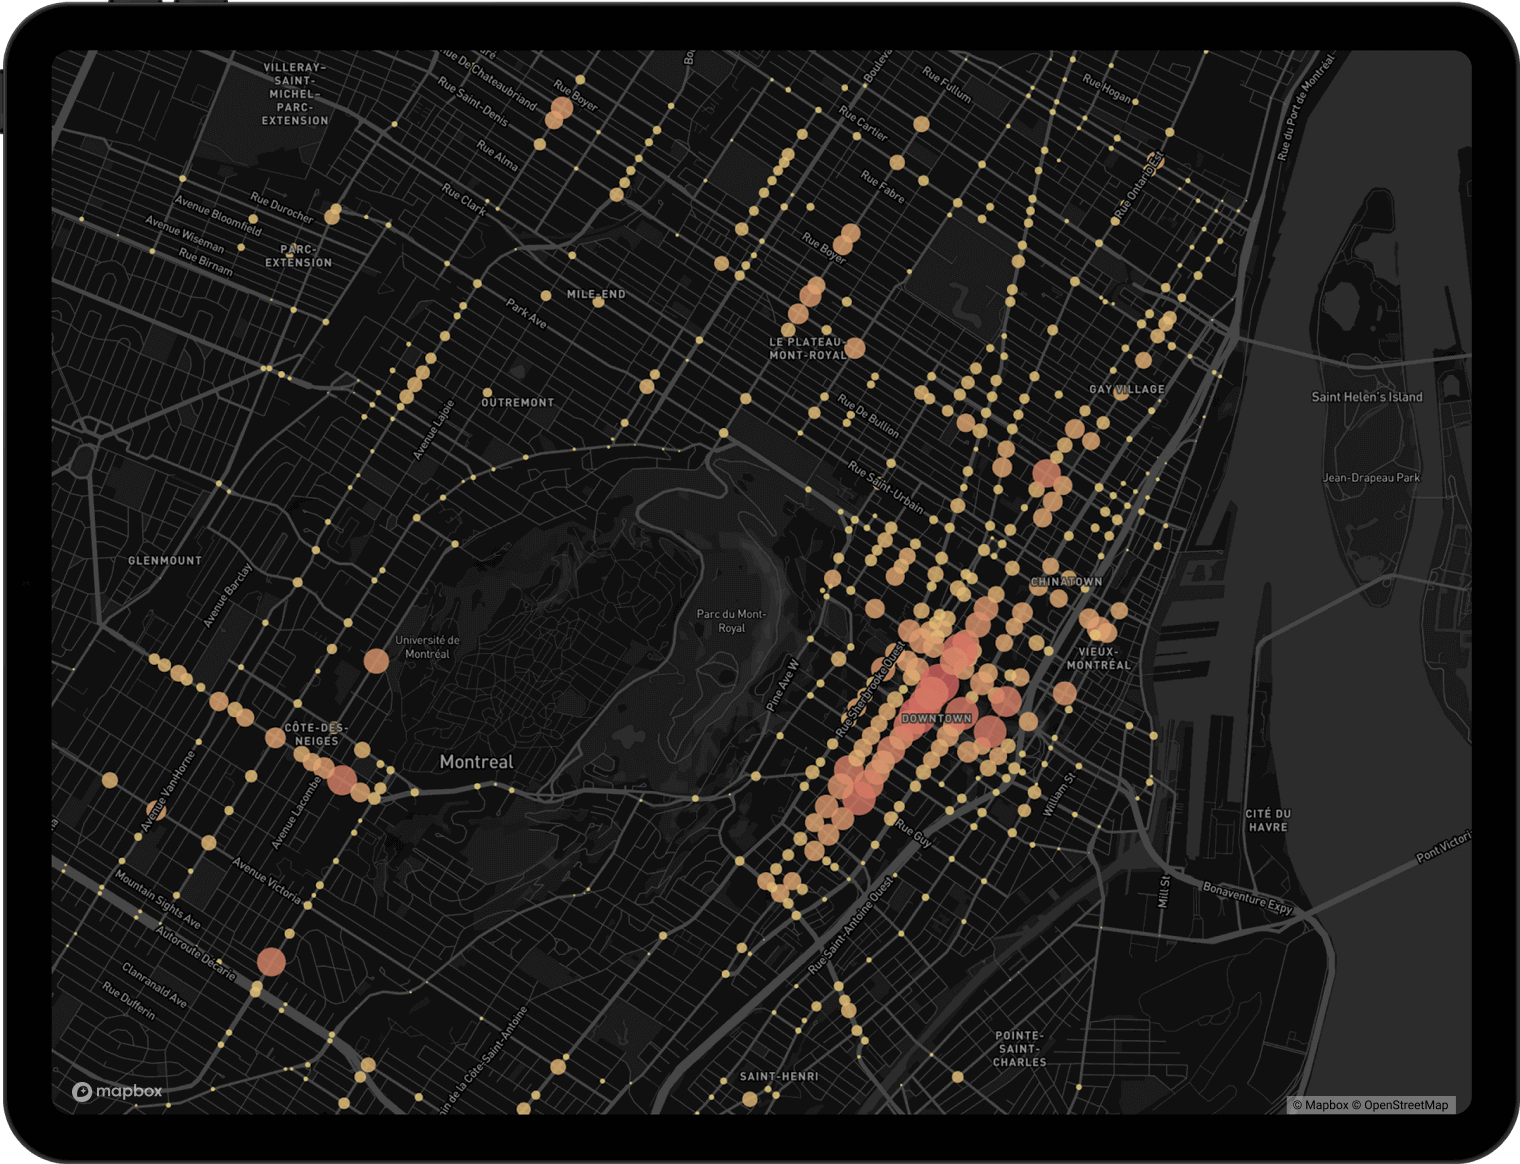 VILLERAY-
SAINT-
MICHEL-
PARC-
EXTENSION
Rue De Chateaubriand
Rue Saint-Denis
Rue Boyer
Rue Alma
Rue Clark
Rue Cartier
Rue Fullum
Rue Hogan
Rue du Port de Montréal
Rue Fabre
Rue Ontario Est
Rue Durocher
Avenue Bloomfield
Avenue Wiseman
Rue Birnam
PARC-
EXTENSION
Rue Boyer
MILE-END
Park Ave
LE PLATEAU-
MONT-ROYAL
GAY VILLAGE
Saint Helen's Island
OUTREMONT
Avenue Lajoie
Rue De Bullion
Rue Saint-Urbain
Jean-Drapeau Park
GLENMOUNT
Avenue Barclay
CHINATOWN
Parc du Mont-
Royal
Université de
Montréal
VIEUX-
MONTRÉAL
Pine Ave W
Rue Sherbrooke Ouest
DOWNTOWN
CÔTE-DES-
NEIGES
Montreal
Avenue VanHorne
Avenue Lacombe
William St
CITÉ DU
HAVRE
Rue Guy
Pont Victori
Avenue Victoria
Mountain Sights Ave
Mill St
Bonaventure Expy
Rue Saint-Antoine Ouest
Autoroute Décarie
Clanranald Ave
Rue Dufferin
in de la Côte-Saint-Antoine
POINTE-
SAINT-
CHARLES
SAINT-HENRI
mapbox
© Mapbox © OpenStreetMap